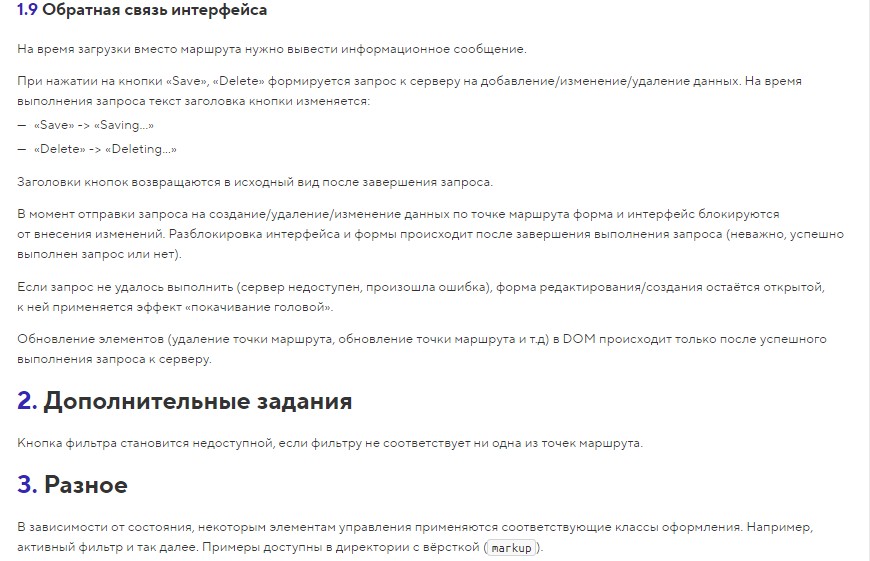 1.9 Обратная связь интерфейса
На время загрузки вместо маршрута нужно вывести информационное сообщение.
При нажатии на кнопки «Save», «Delete» формируется запрос к серверу на добавление/изменение/удаление данных. На время
выполнения запроса текст заголовка кнопки изменяется:
— «Save» -> «Saving...»
— «Delete» -> «Deleting...»
Заголовки кнопок возвращаются в исходный вид после завершения запроса.
В момент отправки запроса на создание/удаление/изменение данных по точке маршрута форма и интерфейс блокируются
от внесения изменений. Разблокировка интерфейса и формы происходит после завершения выполнения запроса (неважно, успешно
выполнен запрос или нет).
Если запрос не удалось выполнить (сервер недоступен, произошла ошибка), форма редактирования/создания остаётся открытой,
к ней применяется эффект «покачивание головой».
Обновление элементов (удаление точки маршрута, обновление точки маршрута и т.д) в DOM происходит только после успешного
выполнения запроса к серверу.
2. Дополнительные задания
Кнопка фильтра становится недоступной, если фильтру не соответствует ни одна из точек маршрута.
3. Разное
В зависимости от состояния, некоторым элементам управления применяются соответствующие классы оформления. Например,
активный фильтр и так далее. Примеры доступны в директории с вёрсткой (markup).